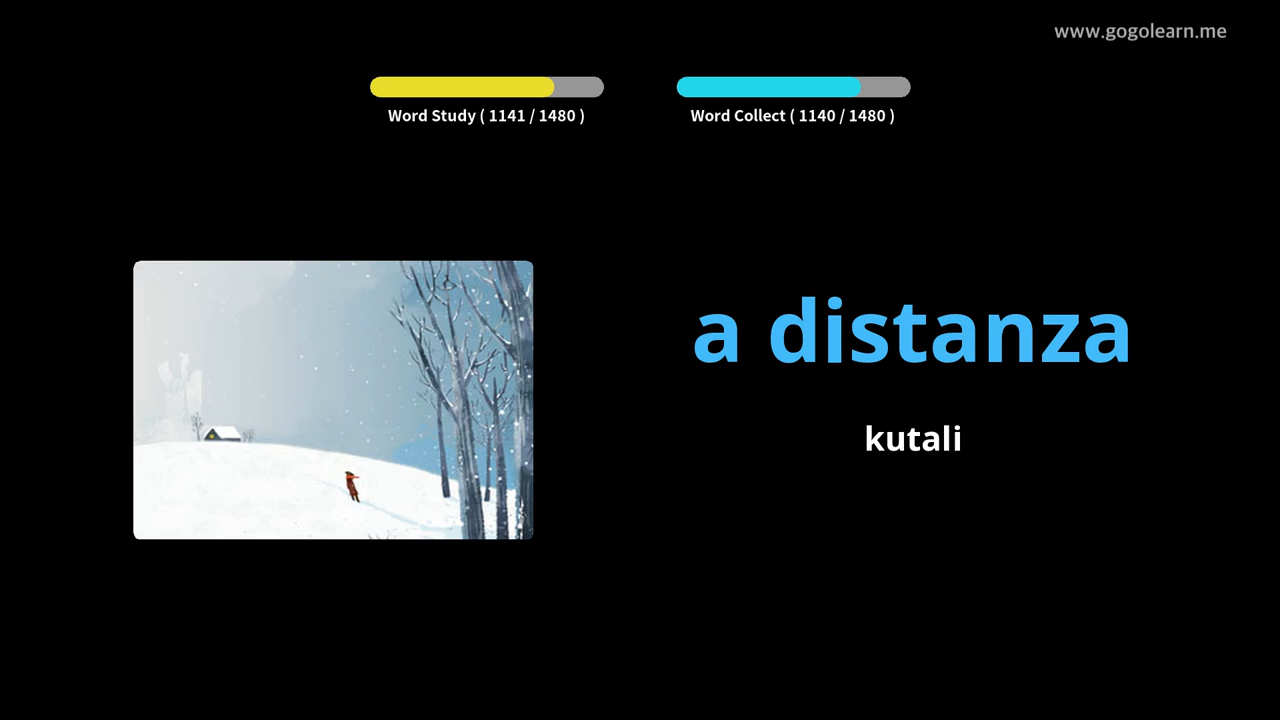 www.gogolearn.me
Word Study ( 1141 / 1480 )
Word Collect ( 1140 / 1480 )
a distanza
kutali